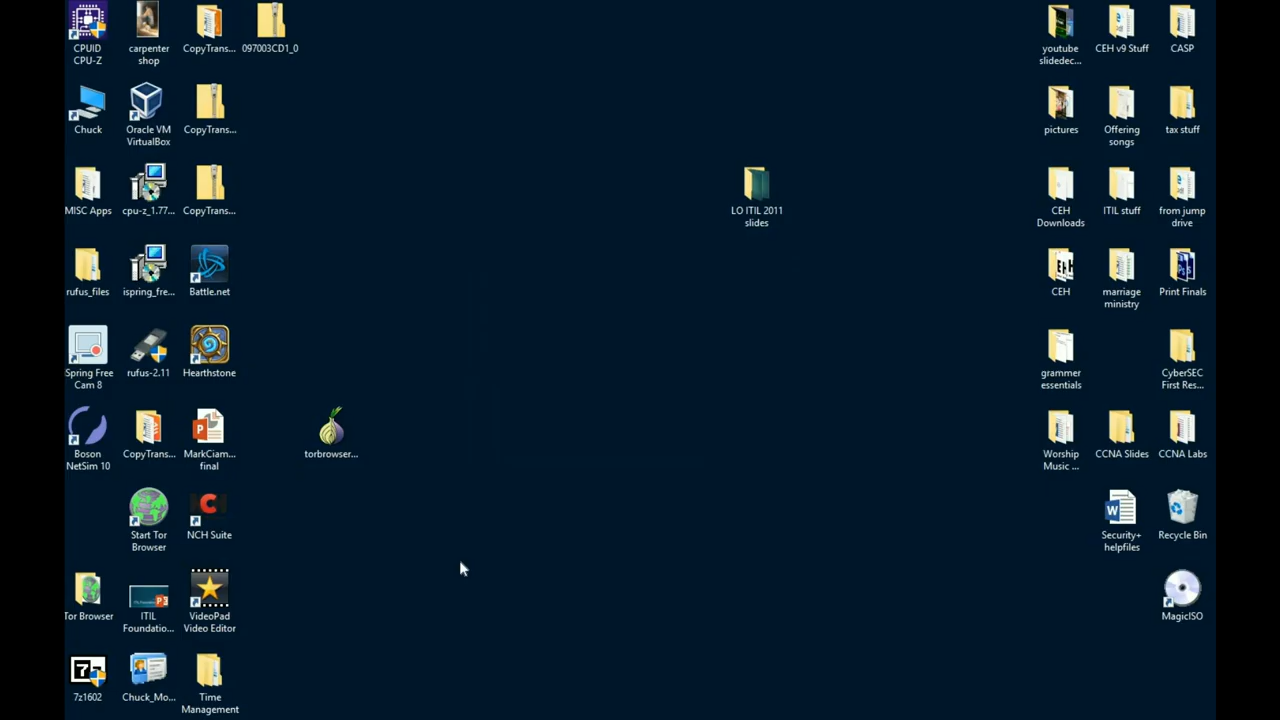 CPUID
CPU-Z
carpenter
shop
CopyTrans...
097003CD1_0
youtube
slidedec...
CEH v9 Stuff
CASP
Chuck
Oracle VM
VirtualBox
CopyTrans...
pictures
Offering
songs
tax stuff
MISC Apps
cpu-z_1.77...
CopyTrans...
LO ITIL 2011
slides
CEH
Downloads
ITIL stuff
from jump
drive
rufus_files
ispring_fre...
Battle.net
CEH
marriage
ministry
Print Finals
Spring Free
Cam 8
rufus-2.11
Hearthstone
grammer
essentials
CyberSEC
First Res...
Boson
NetSim 10
CopyTrans...
MarkCiam...
final
torbrowser...
Worship
Music ...
CCNA Slides
CCNA Labs
Start Tor
Browser
NCH Suite
Security+
helpfiles
Recycle Bin
Tor Browser
ITIL
Foundatio...
VideoPad
Video Editor
MagicISO
7z1602
Chuck_Mo...
Time
Management